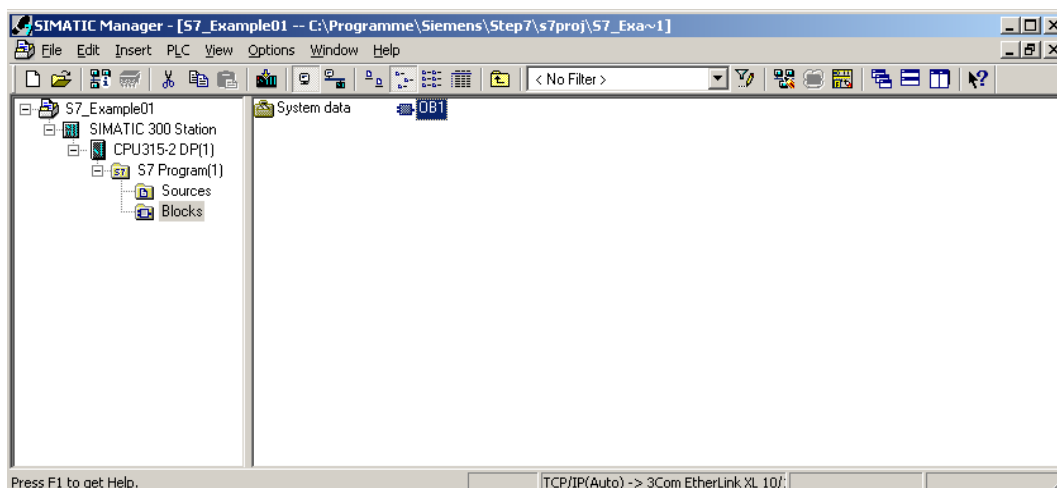 SIMATIC Manager - [S7_Example01 -- C:\Programme\Siemens\Step7\s7proj\S7_Exa~1]
File Edit Insert PLC View Options Window Help
< No Filter >
S7_Example01
SIMATIC 300 Station
CPU315-2 DP(1)
S7 Program(1)
Sources
Blocks
System data OB1
Press F1 to get Help. TCP/IP(Auto) -> 3Com EtherLink XL 10/